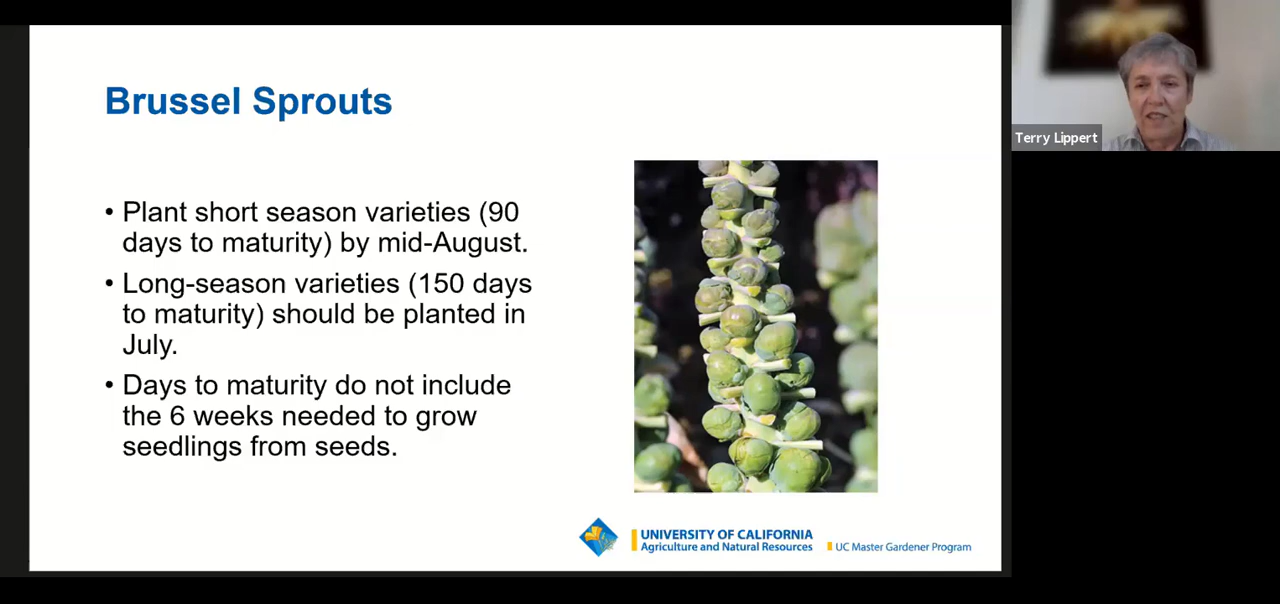 Brussel Sprouts
• Plant short season varieties (90
days to maturity) by mid-August.
• Long-season varieties (150 days
to maturity) should be planted in
July.
• Days to maturity do not include
the 6 weeks needed to grow
seedlings from seeds.
UNIVERSITY OF CALIFORNIA
Agriculture and Natural Resources
UC Master Gardener Program
Terry Lippert